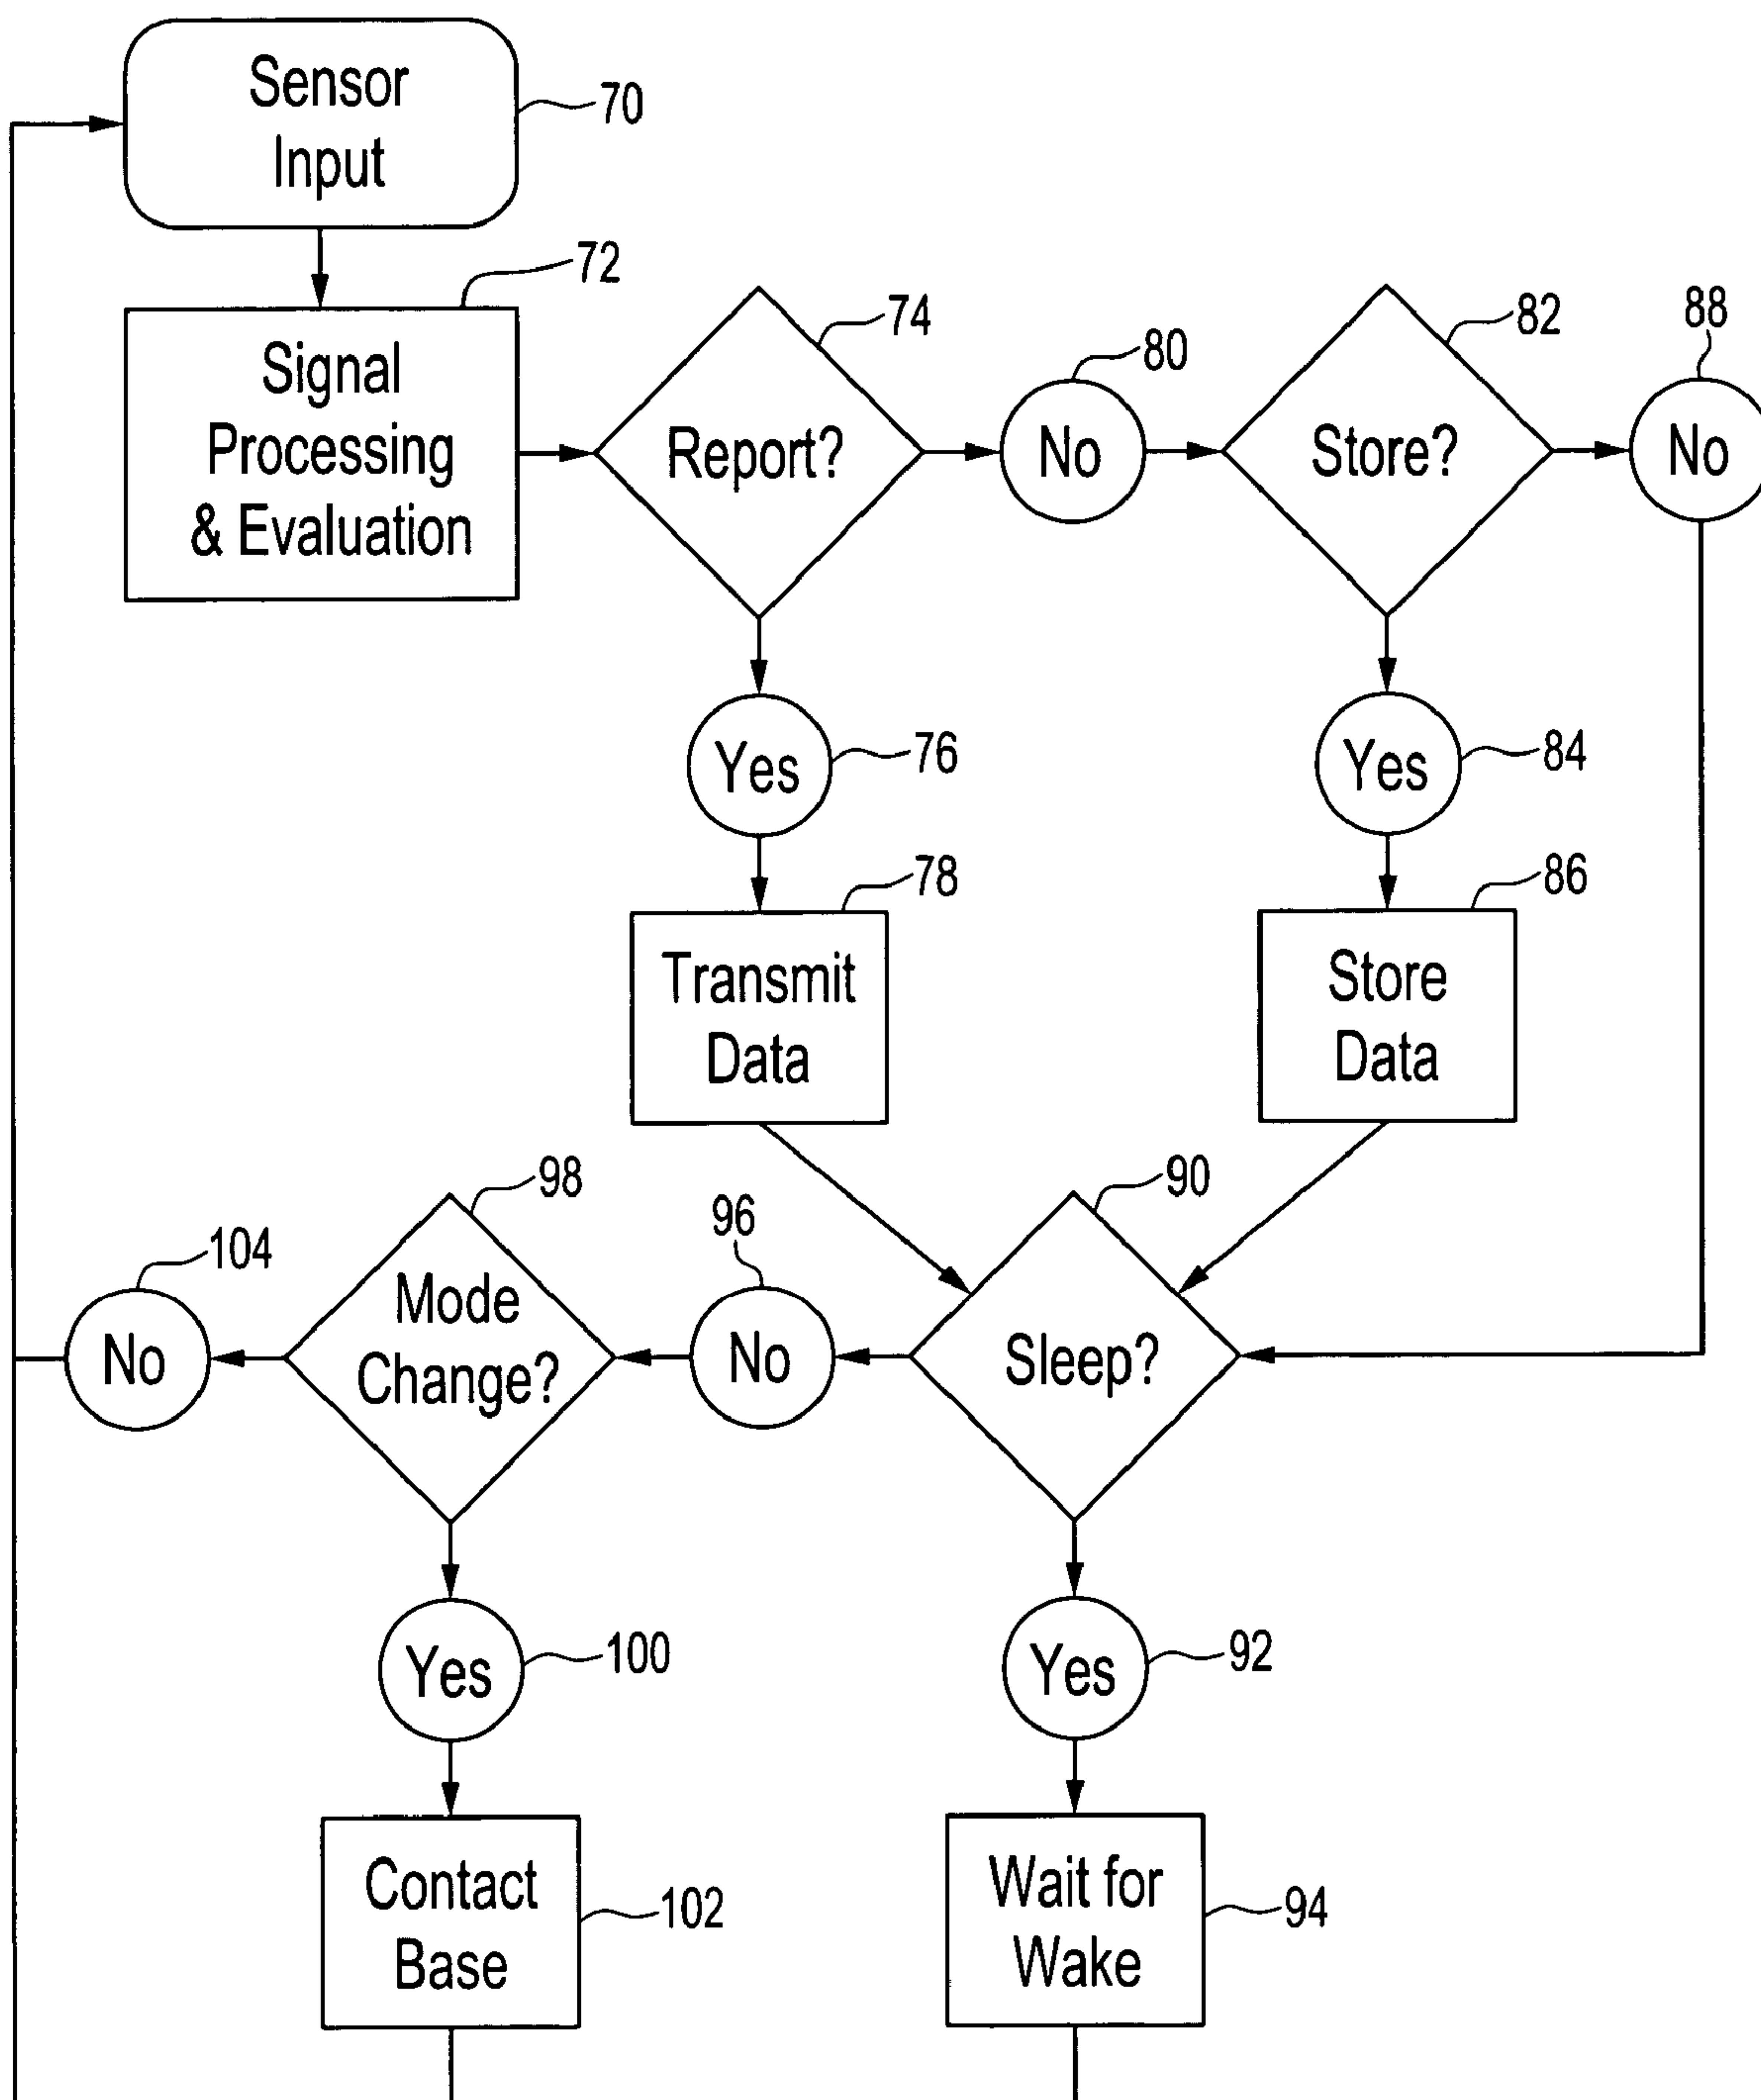 Sensor
Input
70
72
Signal
Processing
& Evaluation
74
Report?
80
No
82
Store?
88
No
Yes
76
Yes
84
78
Transmit
Data
86
Store
Data
98
Mode
Change?
104
No
96
No
90
Sleep?
Yes
100
Yes
92
Contact
Base
102
Wait for
Wake
94